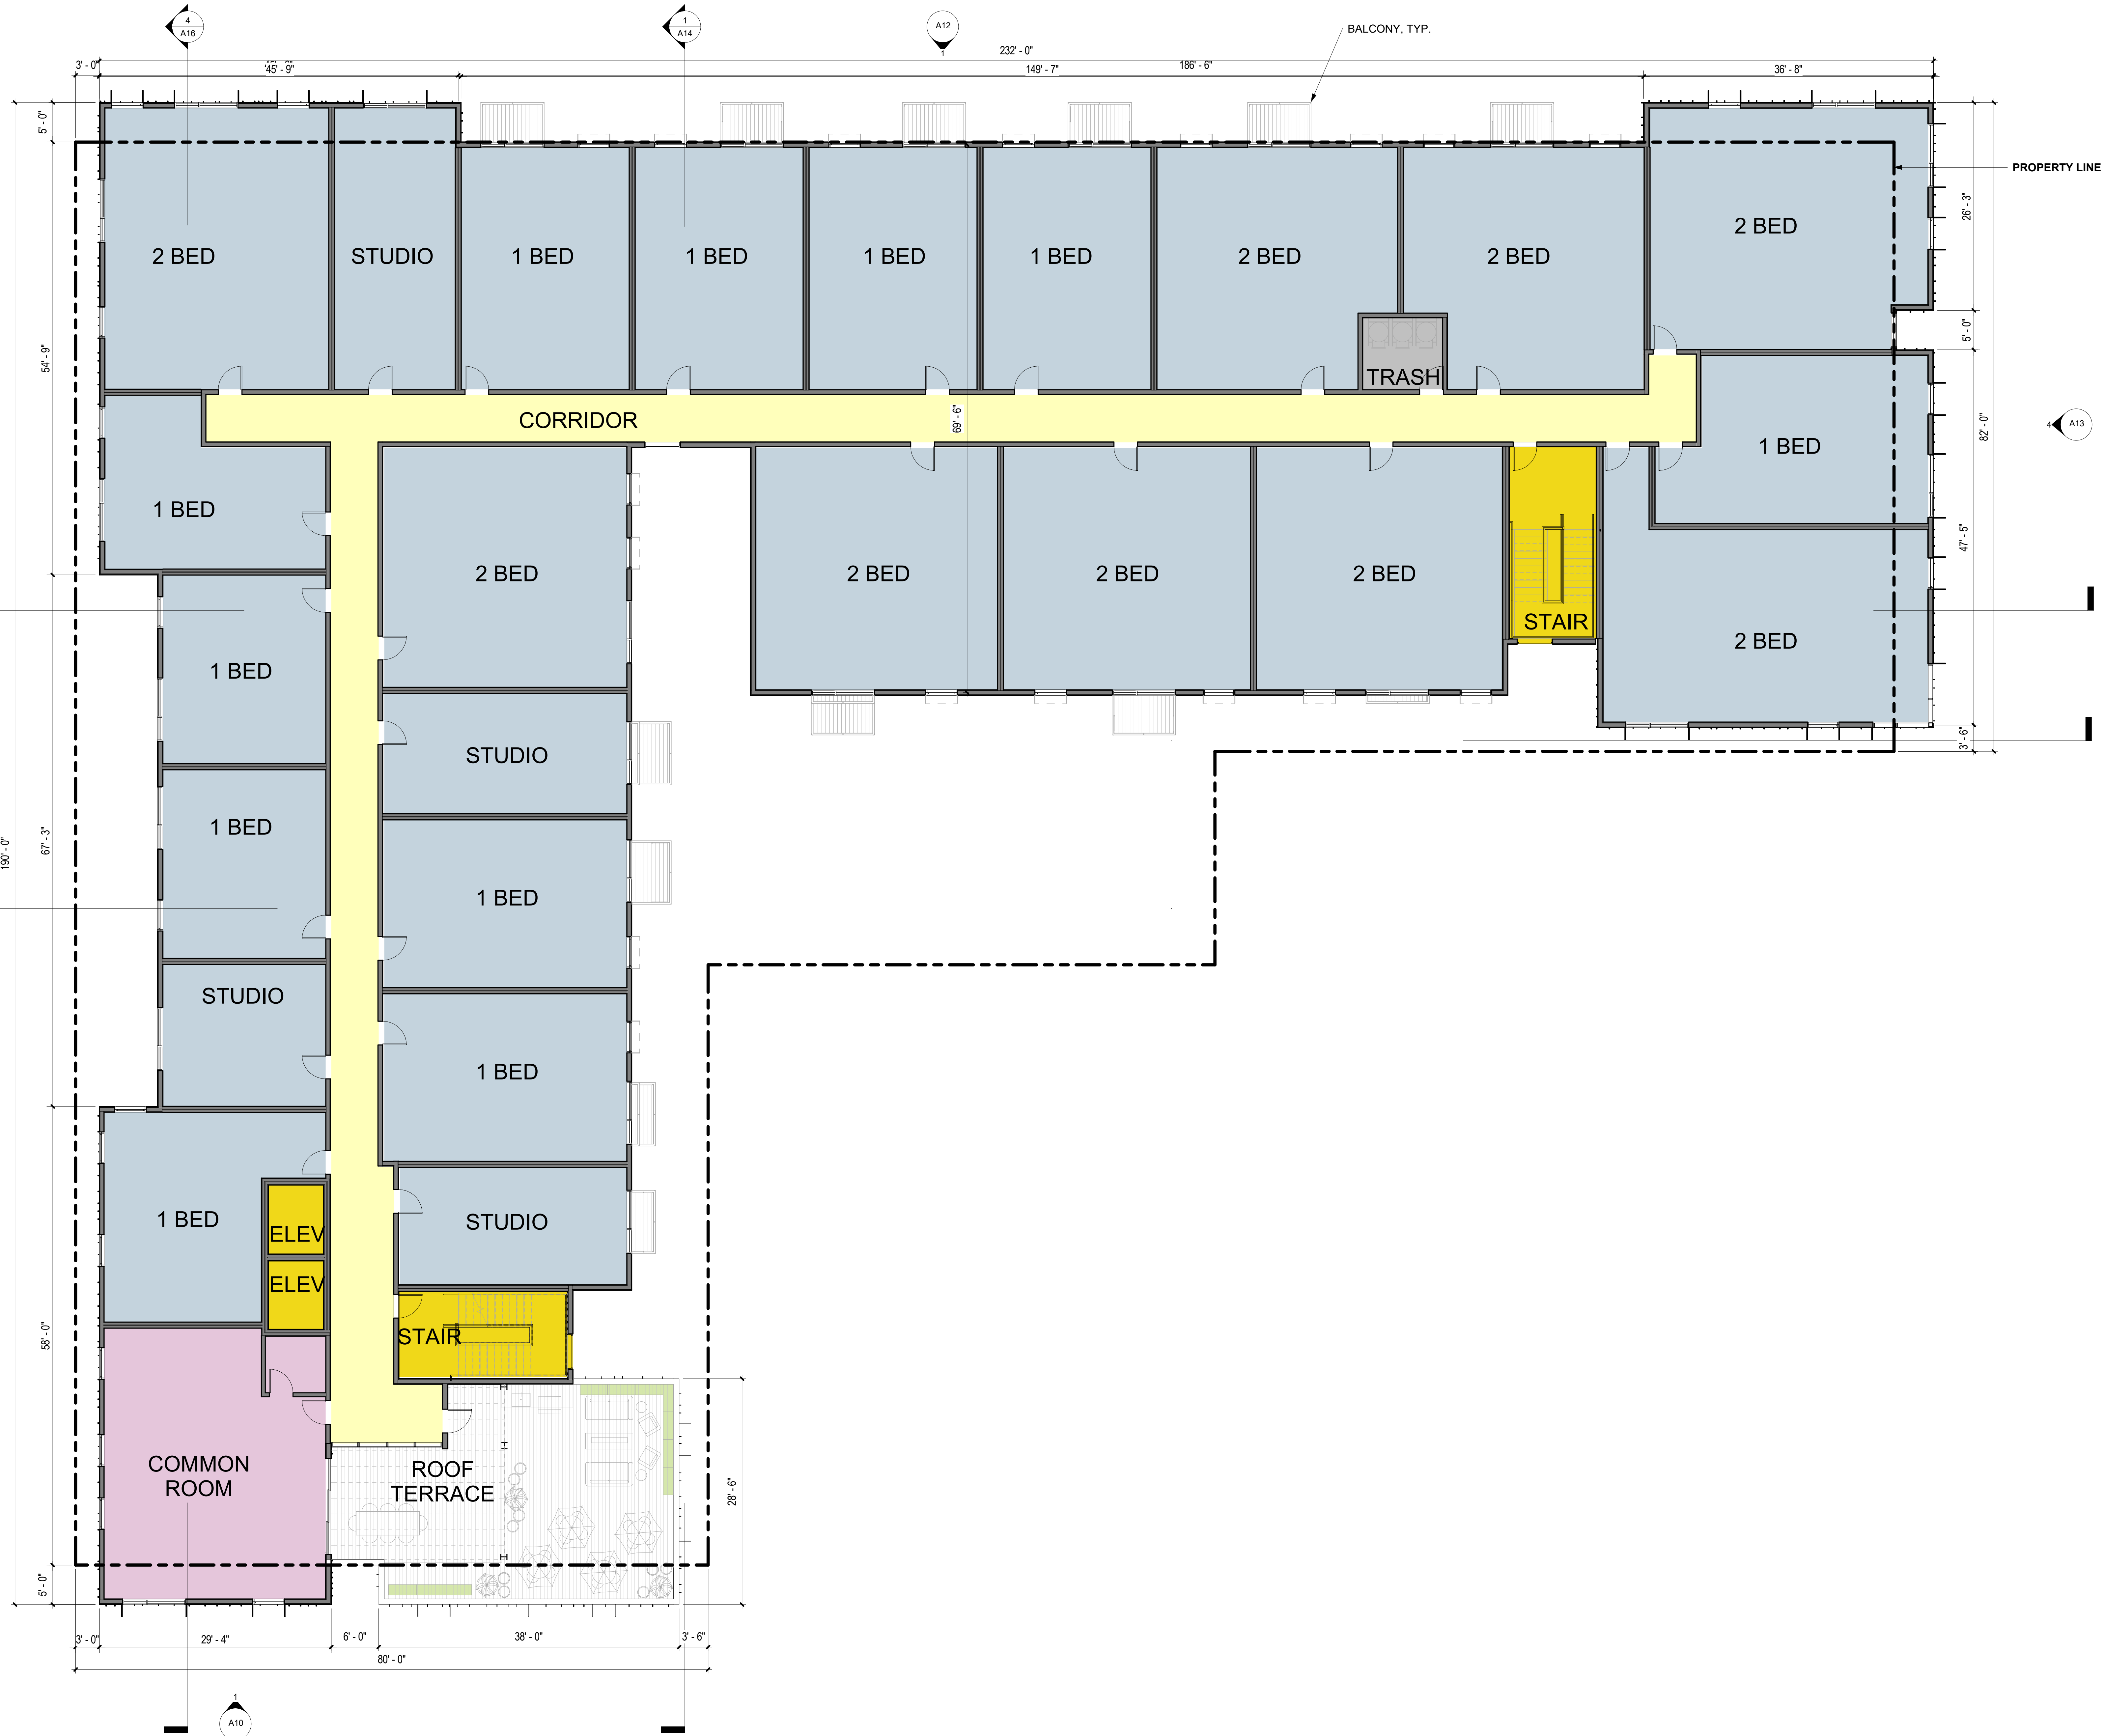 4
A16
1
A14
A12
1
BALCONY, TYP.
232' - 0"
3' - 0"
45' - 9"
186' - 6"
149' - 7"
36' - 8"
5' - 0"
PROPERTY LINE
26' - 3"
2 BED
2 BED
STUDIO
1 BED
1 BED
1 BED
1 BED
2 BED
2 BED
5' - 0"
54' - 9"
TRASH
CORRIDOR
69' - 6"
82' - 0"
4
A13
1 BED
1 BED
47' - 5"
2 BED
2 BED
2 BED
2 BED
STAIR
2 BED
1 BED
3' - 6"
STUDIO
190' - 0"
67' - 3"
1 BED
1 BED
STUDIO
1 BED
1 BED
STUDIO
ELEV
ELEV
58' - 0"
STAIR
COMMON
ROOM
ROOF
TERRACE
28' - 6"
5' - 0"
3' - 0"
29' - 4"
6' - 0"
38' - 0"
3' - 6"
80' - 0"
1
A10